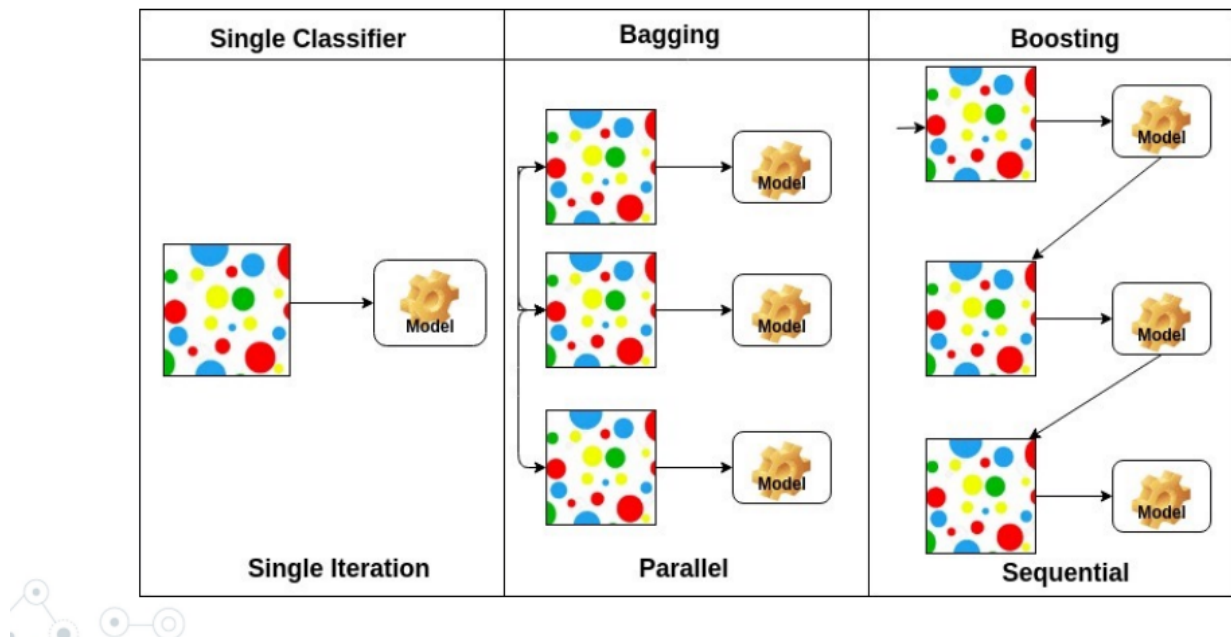 Single Classifier
Bagging
Boosting
Model
Model
Model
Model
Model
Model
Model
Single Iteration
Parallel
Sequential